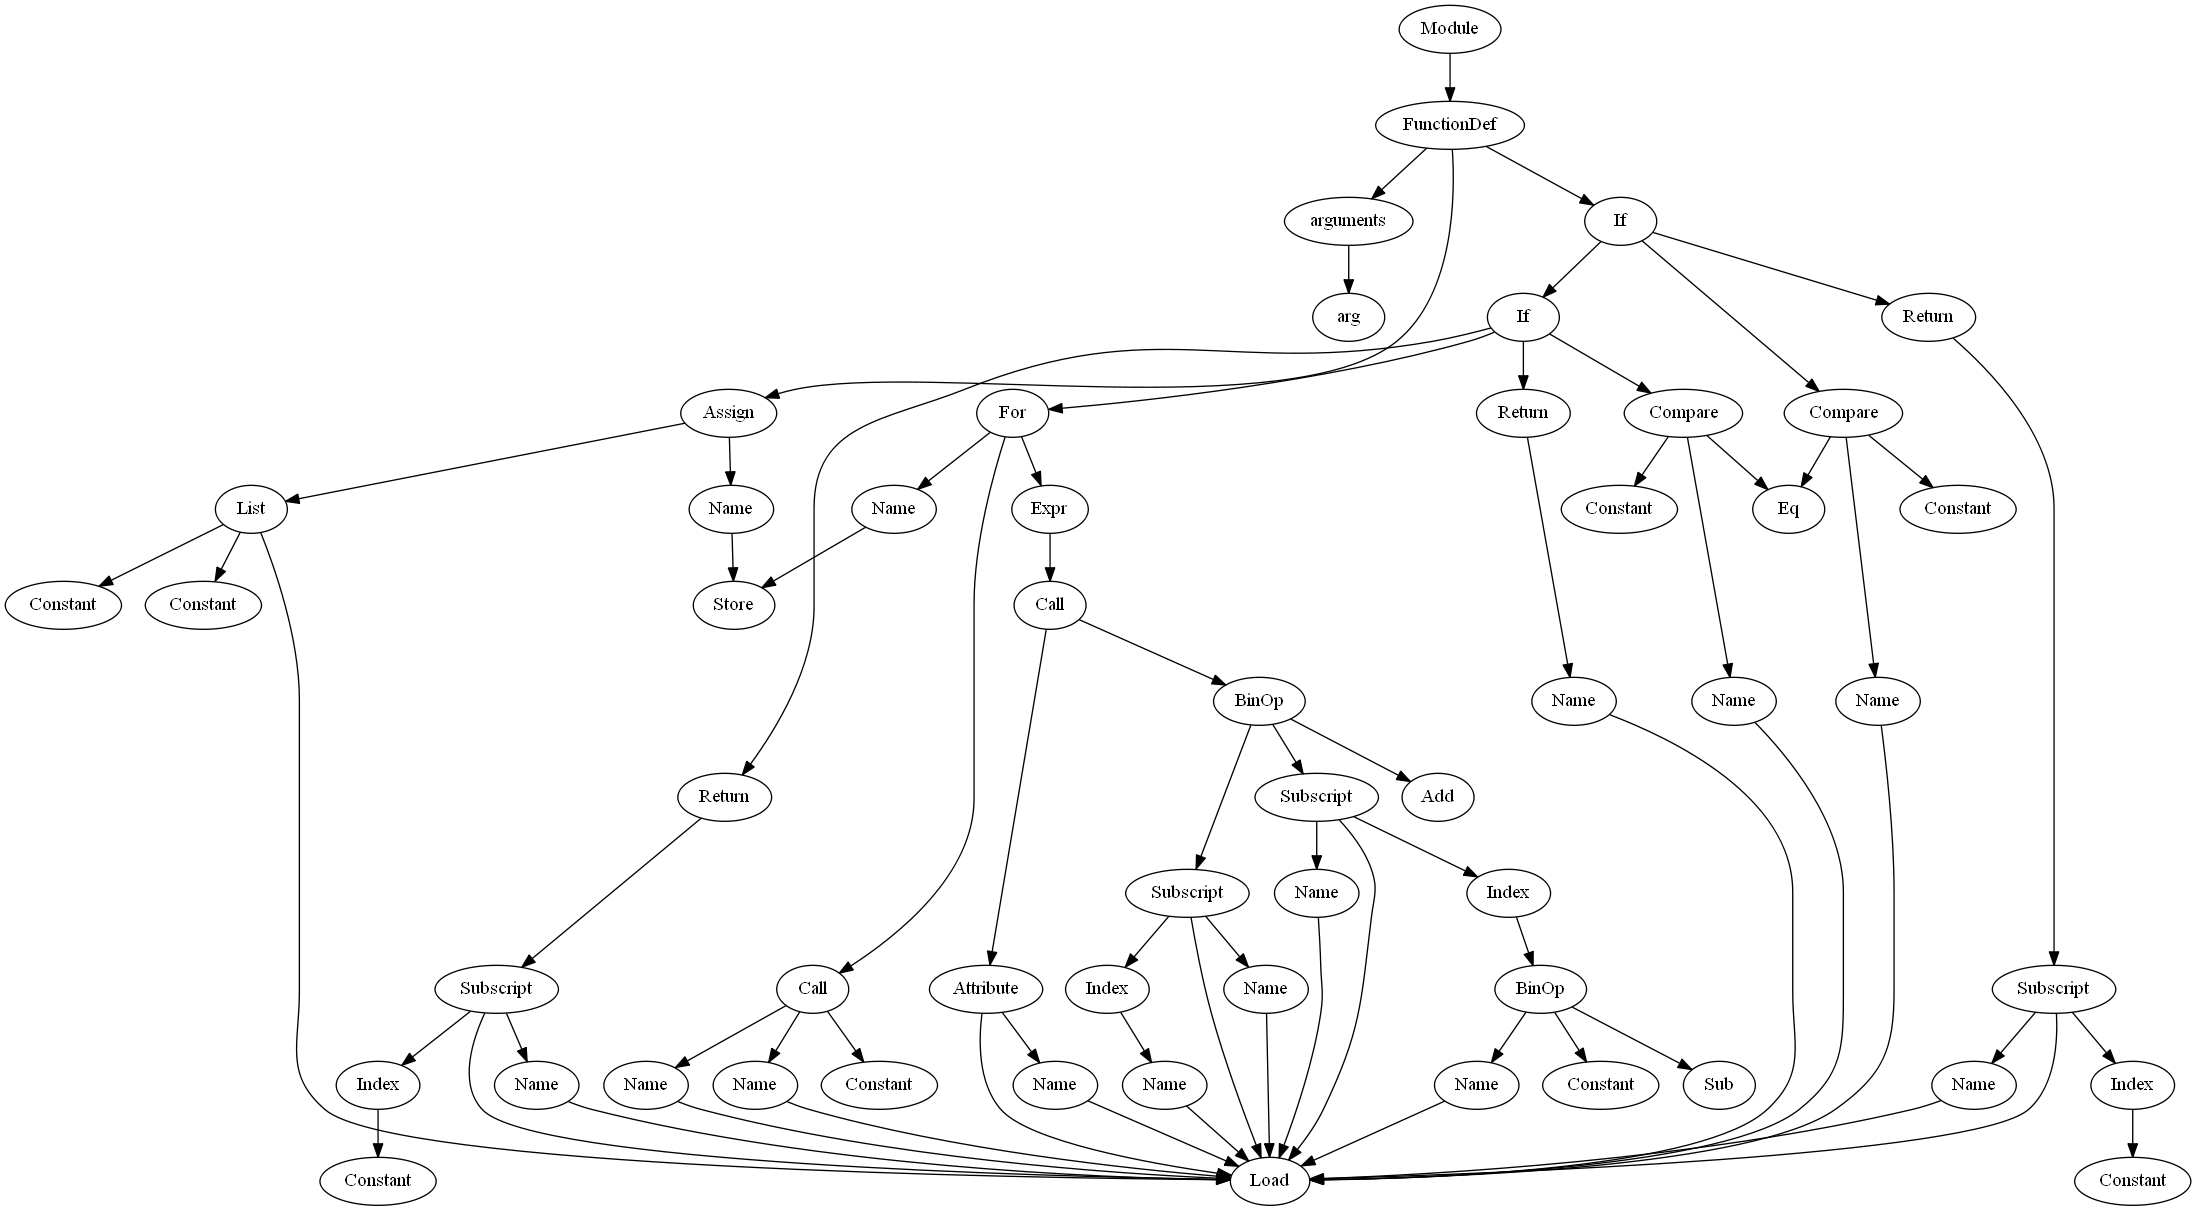 Module
FunctionDef
arguments
If
arg
If
Return
Assign
For
Return
Compare
Compare
List
Name
Name
Expr
Constant
Eq
Constant
Constant
Constant
Store
Call
BinOp
Name
Name
Name
Return
Subscript
Add
Subscript
Name
Index
Subscript
Call
Attribute
Index
Name
BinOp
Subscript
Index
Name
Name
Name
Constant
Name
Name
Name
Constant
Sub
Name
Index
Constant
Load
Constant